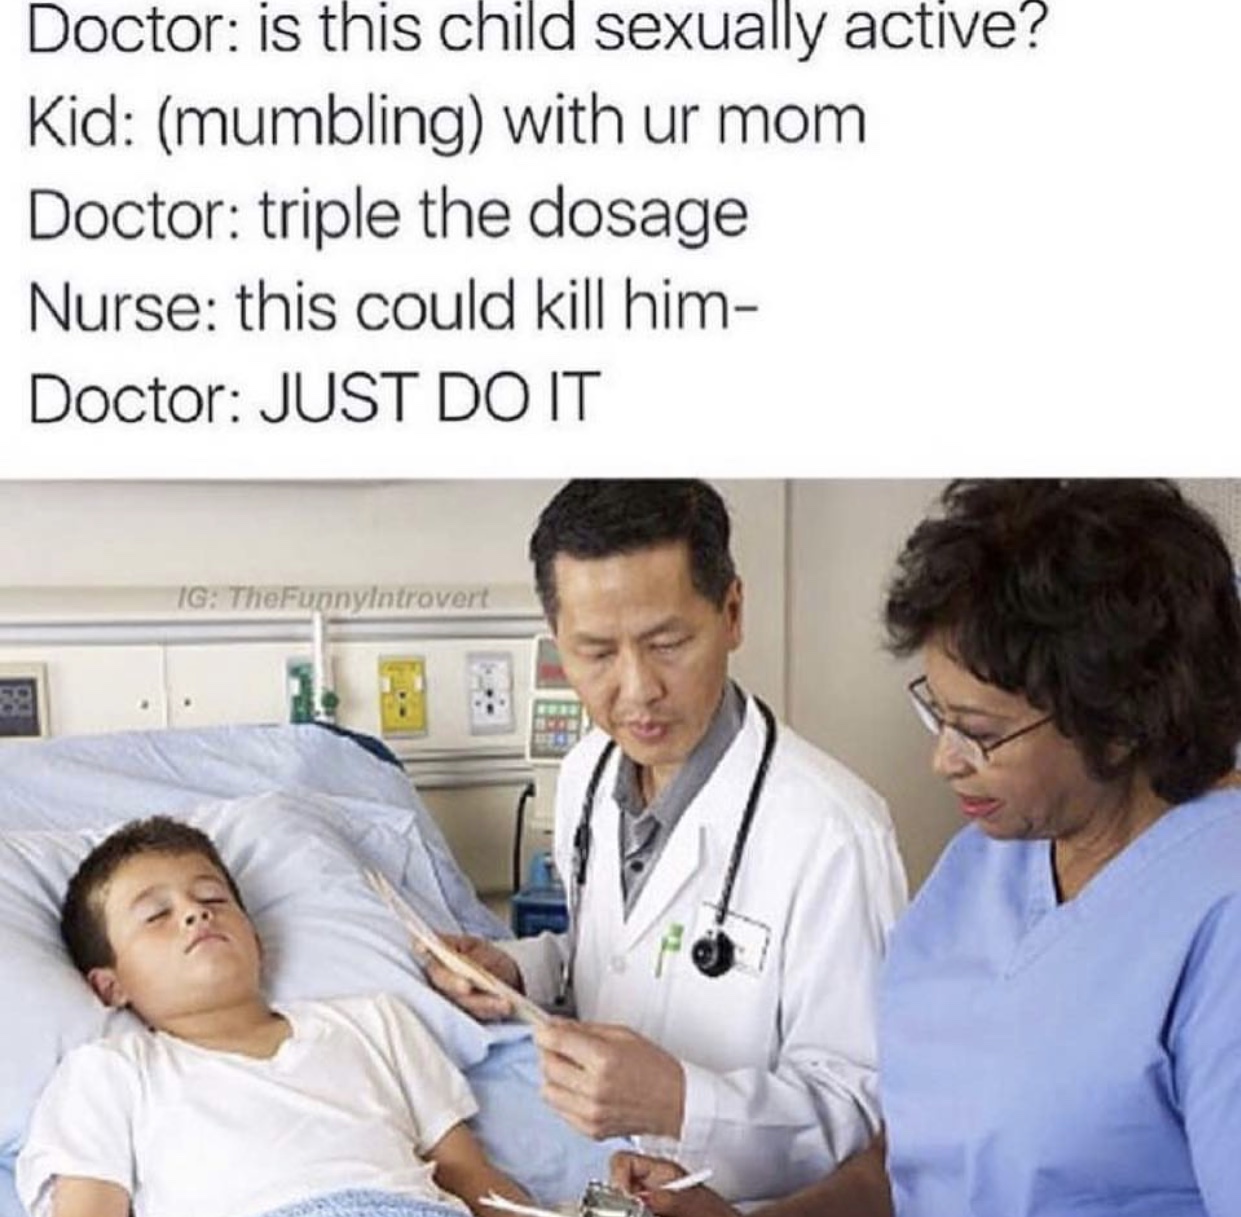 Doctor: is this child sexually active?
Kid: (mumbling) with ur mom
Doctor: triple the dosage
Nurse: this could kill him-
Doctor: JUST DO IT
IG: TheFunnyIntrovert